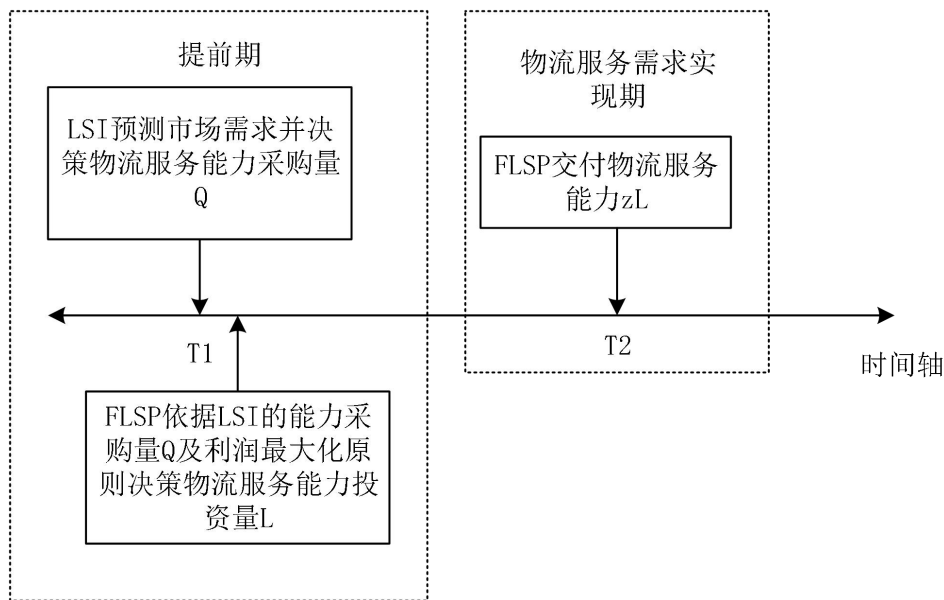 提前期
LSI预测市场需求并决
策物流服务能力采购量
Q
物流服务需求实
现期
FLSP交付物流服务
能力zL
T1
T2
时间轴
FLSP依据LSI的能力采
购量Q及利润最大化原
则决策物流服务能力投
资量L